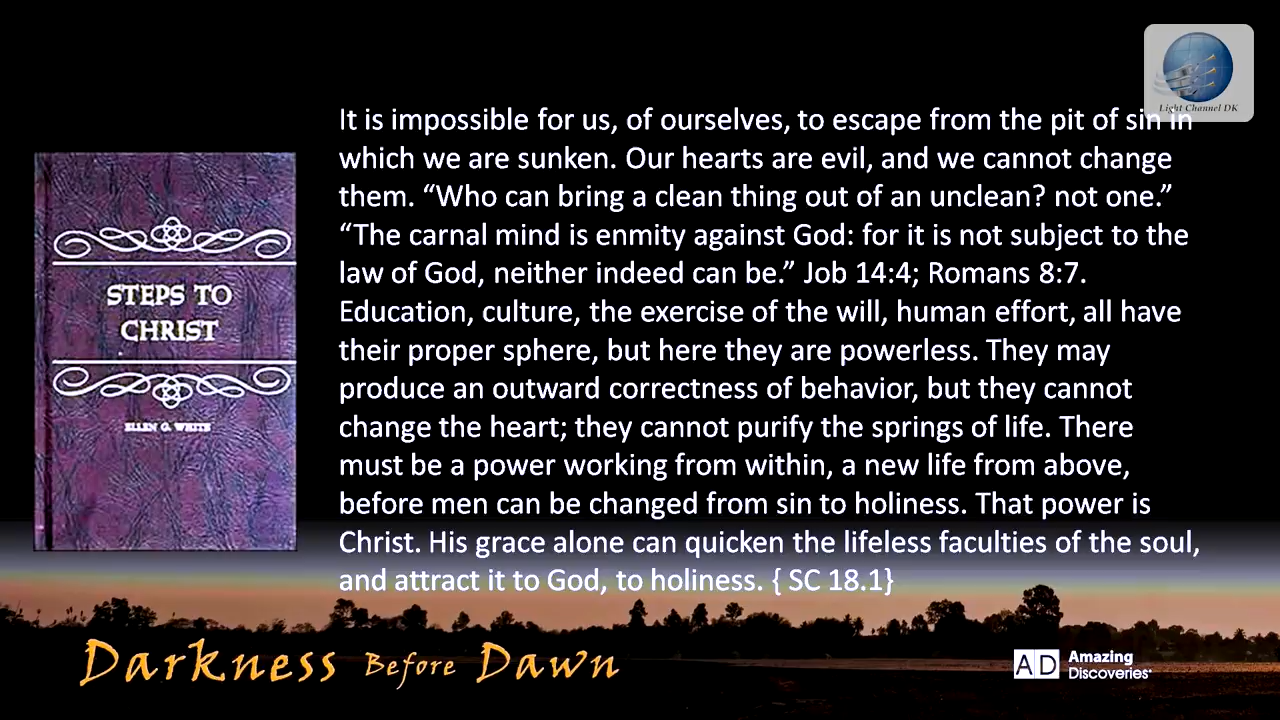 Light Channel DK
It is impossible for us, of ourselves, to escape from the pit of sin in
which we are sunken. Our hearts are evil, and we cannot change
them. “Who can bring a clean thing out of an unclean? not one.”
“The carnal mind is enmity against God: for it is not subject to the
law of God, neither indeed can be.” Job 14:4; Romans 8:7.
Education, culture, the exercise of the will, human effort, all have
their proper sphere, but here they are powerless. They may
produce an outward correctness of behavior, but they cannot
change the heart; they cannot purify the springs of life. There
must be a power working from within, a new life from above,
before men can be changed from sin to holiness. That power is
Christ. His grace alone can quicken the lifeless faculties of the soul,
and attract it to God, to holiness. { SC 18.1}
STEPS TO
CHRIST
ELLEN G. WHITE
Darkness Before Dawn
AD Amazing
Discoveries